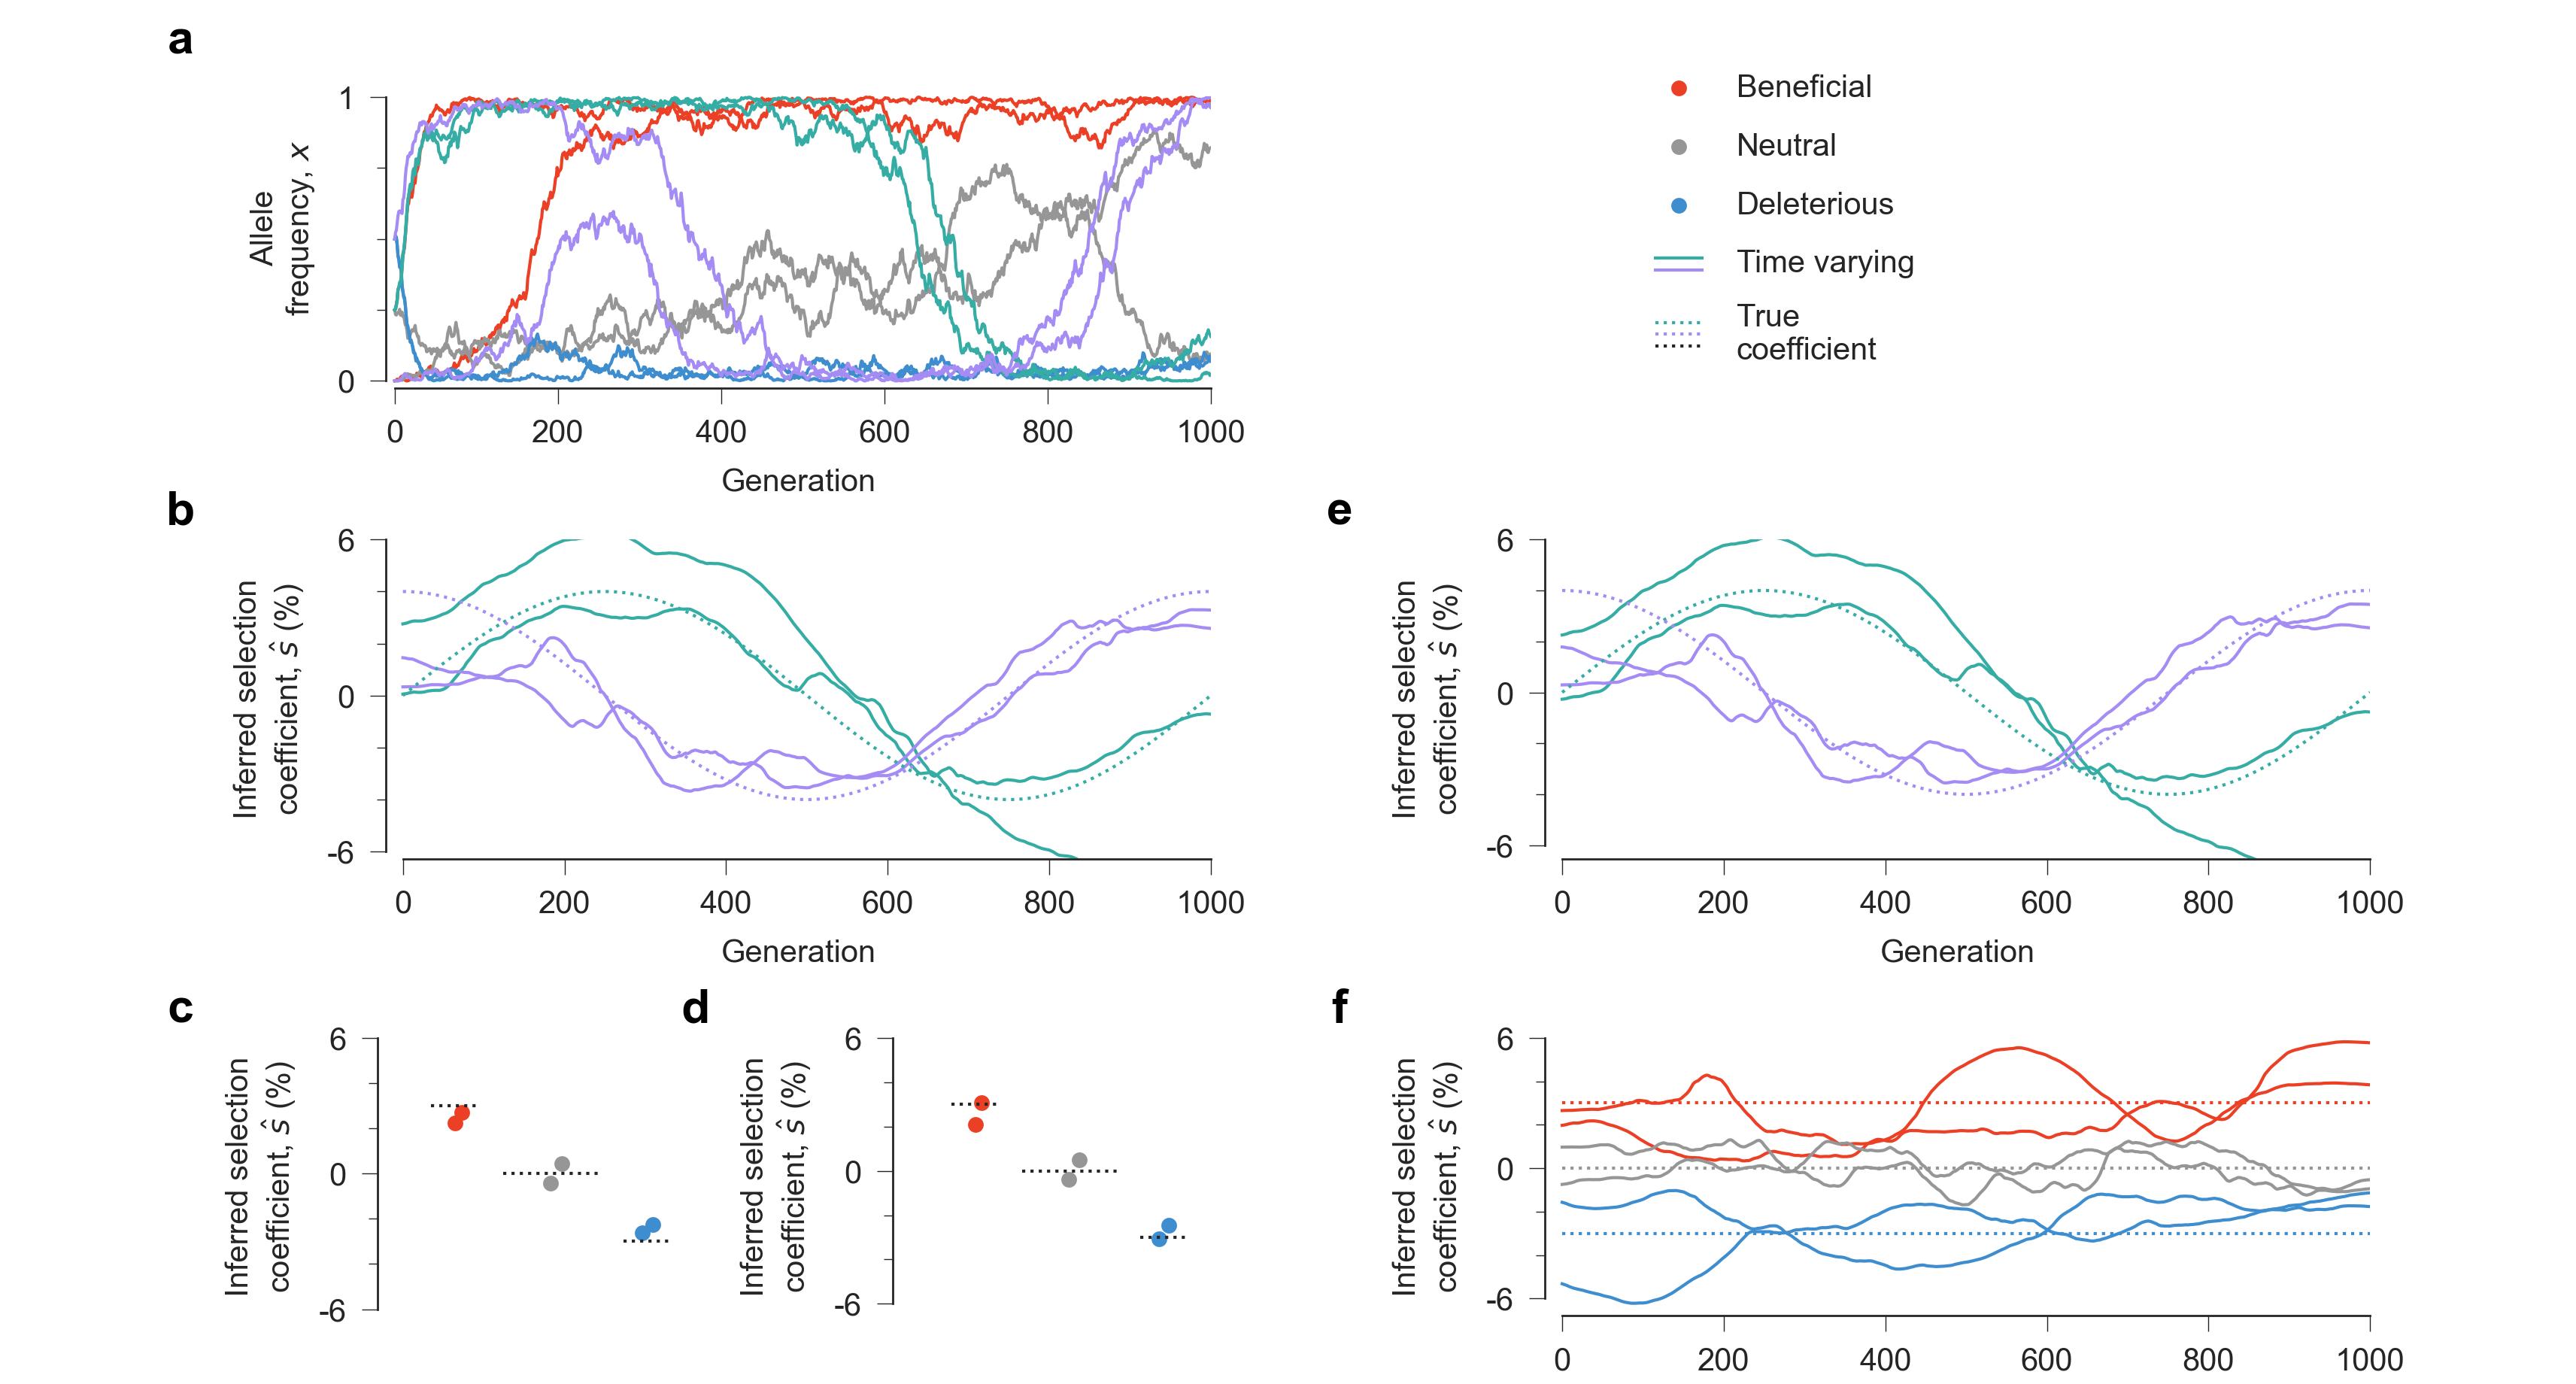 a
1
0
Allele
frequency, x
0 200 400 600 800 1000
Generation
Beneficial
Neutral
Deleterious
Time varying
True
coefficient
b
6
0
-6
Inferred selection
coefficient, ŝ (%)
0 200 400 600 800 1000
Generation
e
6
0
-6
Inferred selection
coefficient, ŝ (%)
0 200 400 600 800 1000
Generation
c
6
0
-6
Inferred selection
coefficient, ŝ (%)
d
6
0
-6
Inferred selection
coefficient, ŝ (%)
f
6
0
-6
Inferred selection
coefficient, ŝ (%)
0 200 400 600 800 1000